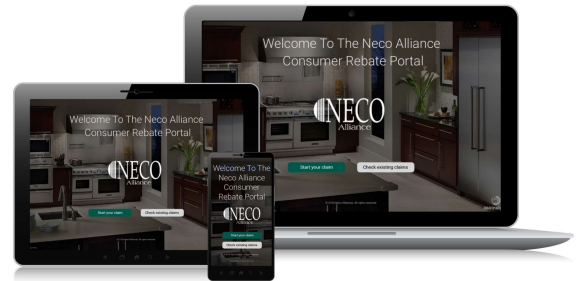 Welcome To The Neco Alliance
Consumer Rebate Portal
NECO
Alliance
Start your claim
Check existing claims
Welcome To The Neco Alliance
Consumer Rebate Portal
NECO
Alliance
Start your claim
Check existing claims
Welcome To The
Neco Alliance
Consumer
Rebate Portal
NECO
Alliance
Start your claim
Check existing claims